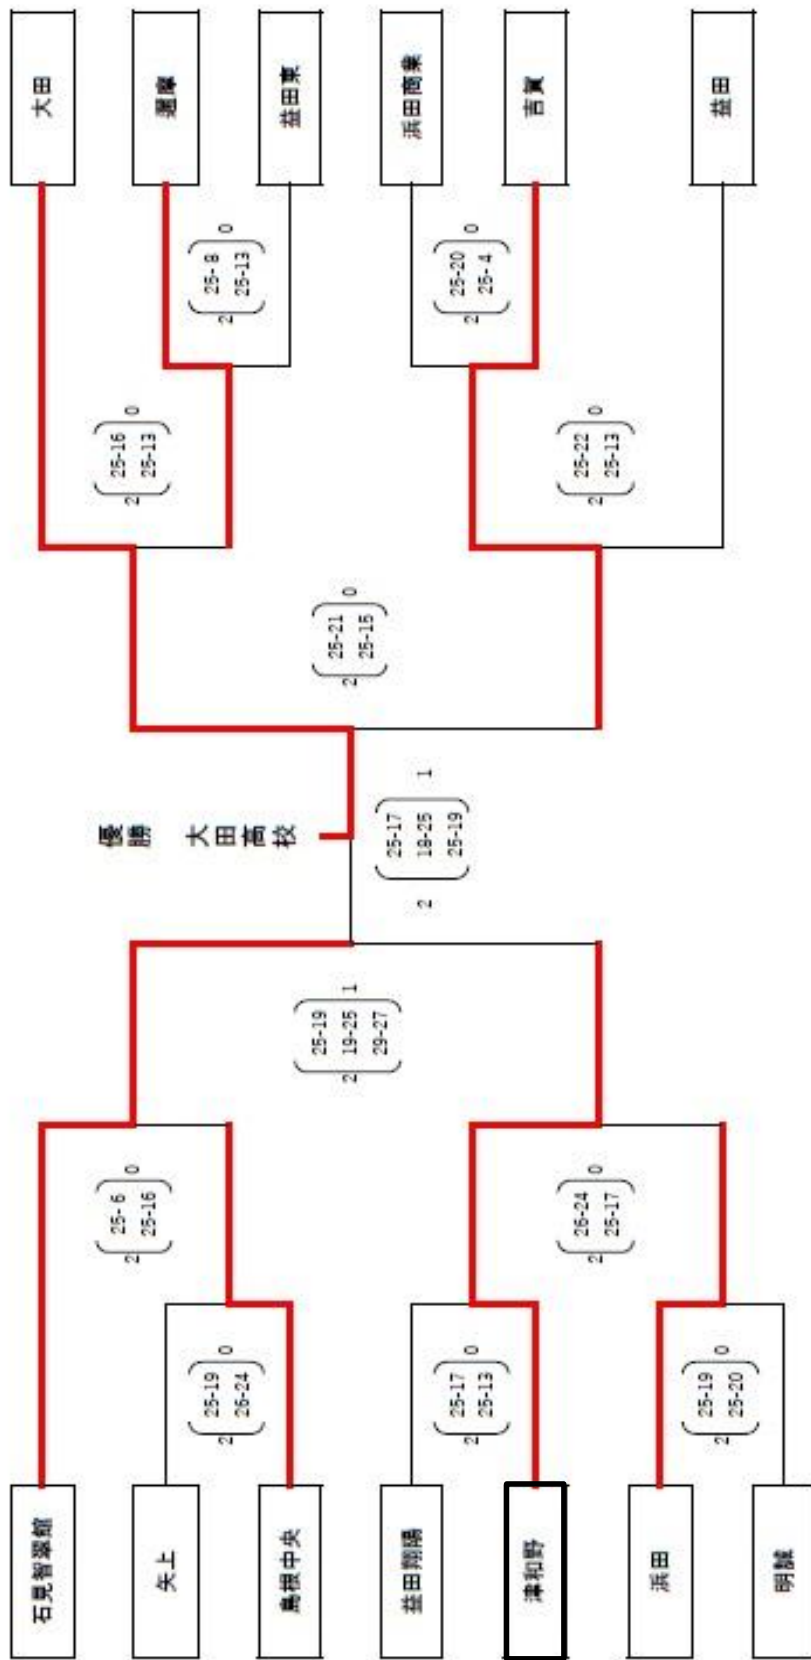 優勝 大田高校
石見智翠館
矢上
島根中央
益田翔陽
津和野
浜田
明誠
大田
邇摩
益田東
浜田商業
吉賀
益田
2 25-19 26-24 0
2 25-17 25-13 0
2 25-19 25-20 0
2 25- 6 25-16 0
2 26-24 25-17 0
2 25-19 19-25 29-27 1
2 25-17 18-25 25-19 1
2 25-21 25-15 0
2 25-16 25-13 0
2 25-22 25-13 0
2 25- 8 25-13 0
2 25-20 25- 4 0